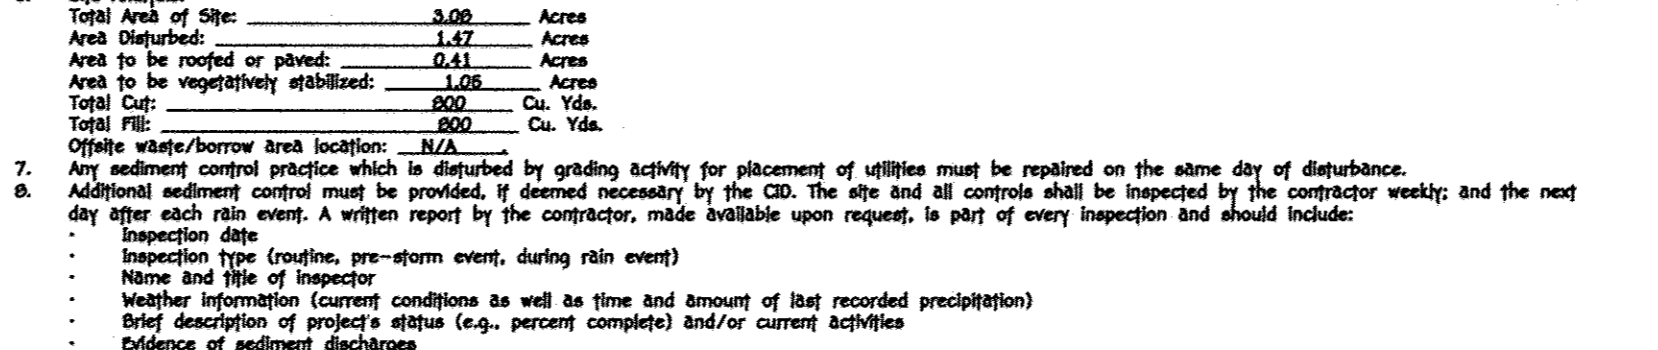 Total Area of Site: 3.08 Acres
Area Disturbed: 1.47 Acres
Area to be roofed or paved: 0.41 Acres
Area to be vegetatively stabilized: 1.06 Acres
Total Cut: 800 Cu. Yds.
Total Fill: 800 Cu. Yds.
Offsite waste/borrow area location: N/A.
7. Any sediment control practice which is disturbed by grading activity for placement of utilities must be repaired on the same day of disturbance.
8. Additional sediment control must be provided, if deemed necessary by the CID. The site and all controls shall be inspected by the contractor weekly; and the next
day after each rain event. A written report by the contractor, made available upon request, is part of every inspection and should include:
· Inspection date
· Inspection type (routine, pre-storm event, during rain event)
· Name and title of inspector
· Weather information (current conditions as well as time and amount of last recorded precipitation)
· Brief description of project's status (e.g., percent complete) and/or current activities
· Evidence of sediment discharges